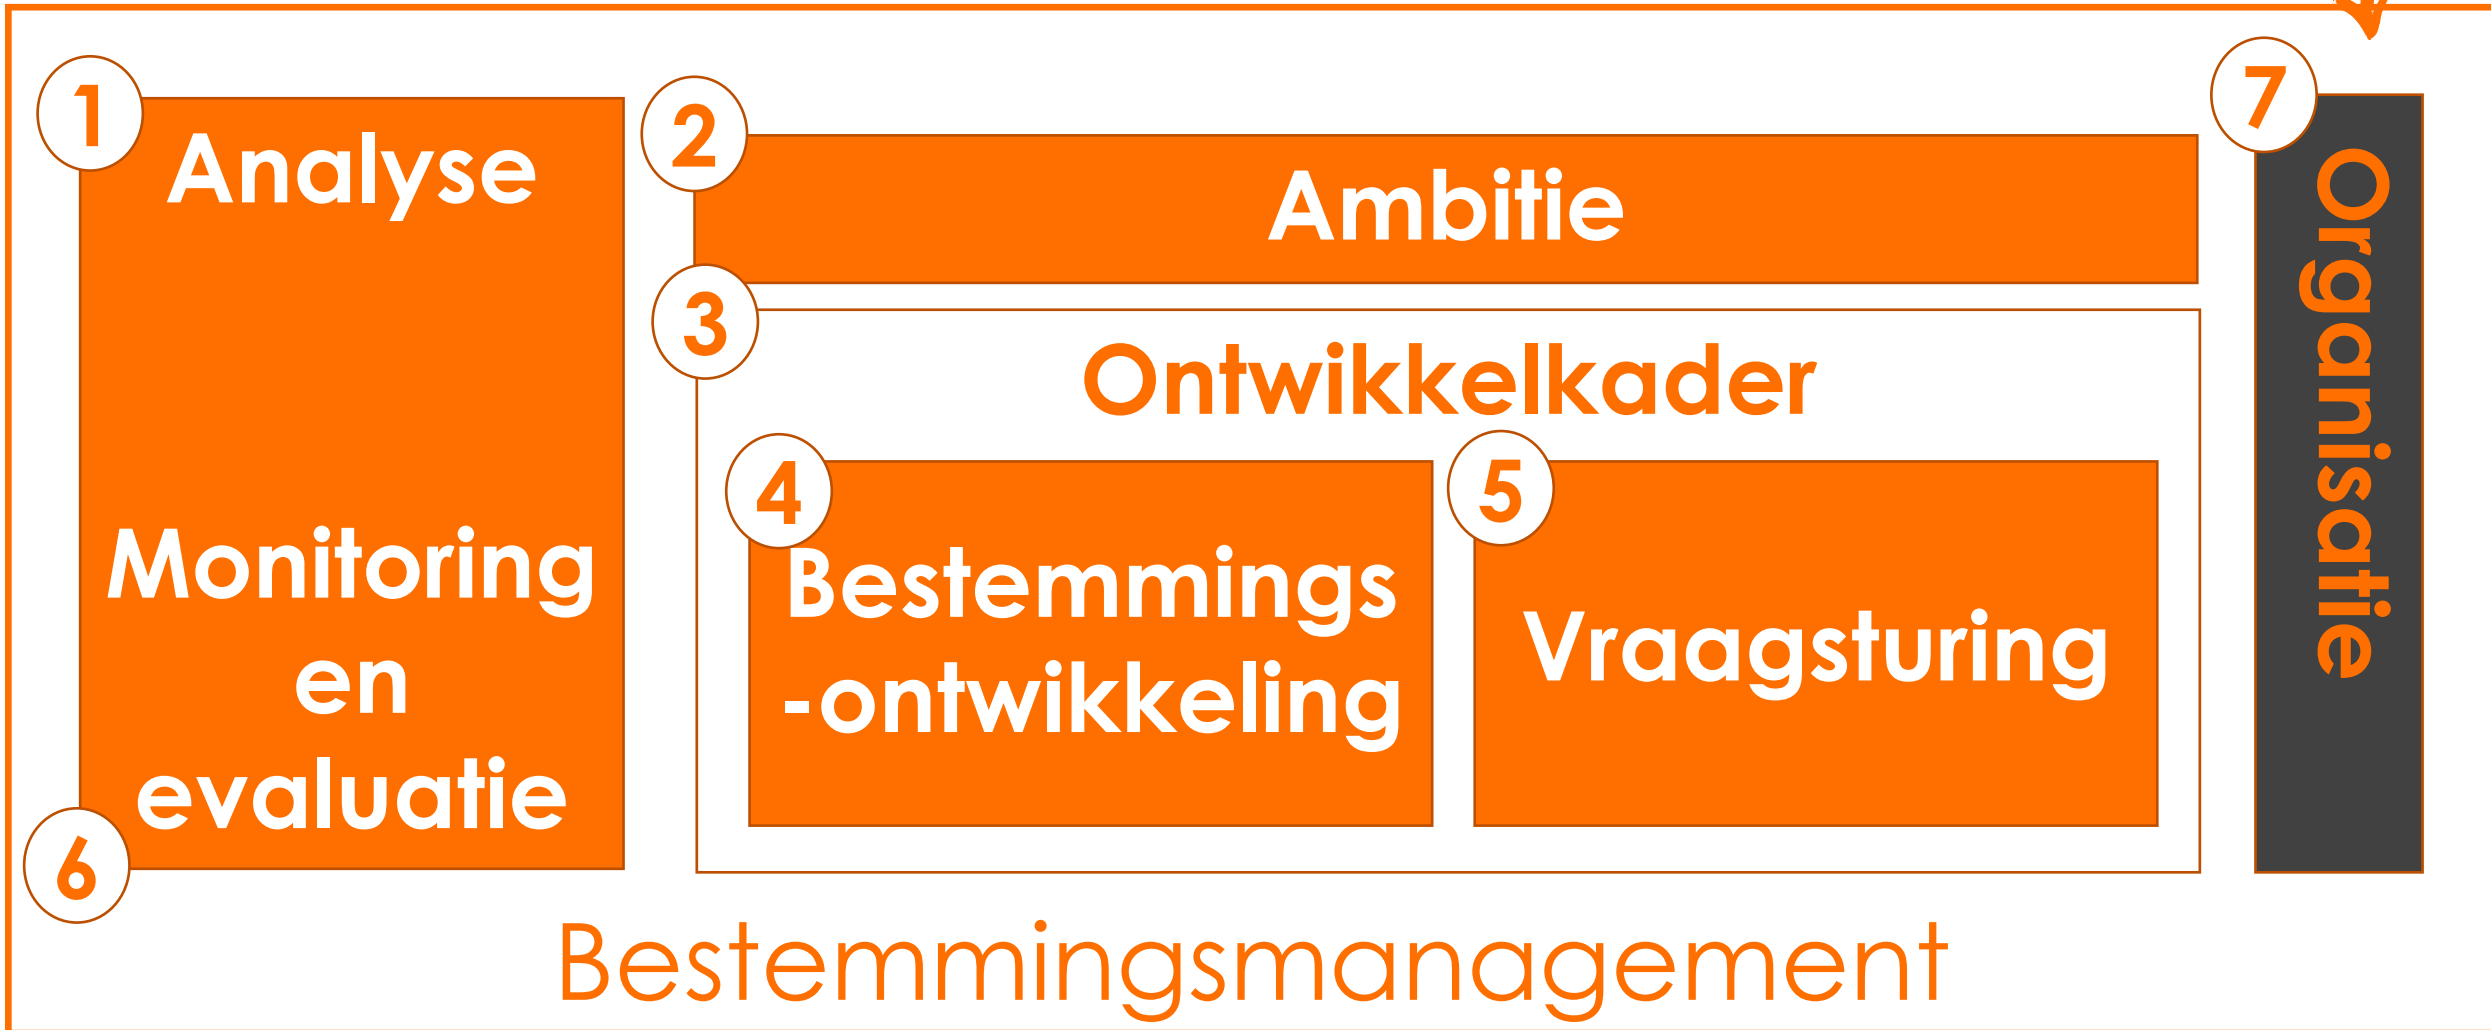 1
Analyse
Monitoring
en
evaluatie
6
2
Ambitie
3
Ontwikkelkader
4
Bestemmings
-ontwikkeling
5
Vraagsturing
7
Organisatie
Bestemmingsmanagement